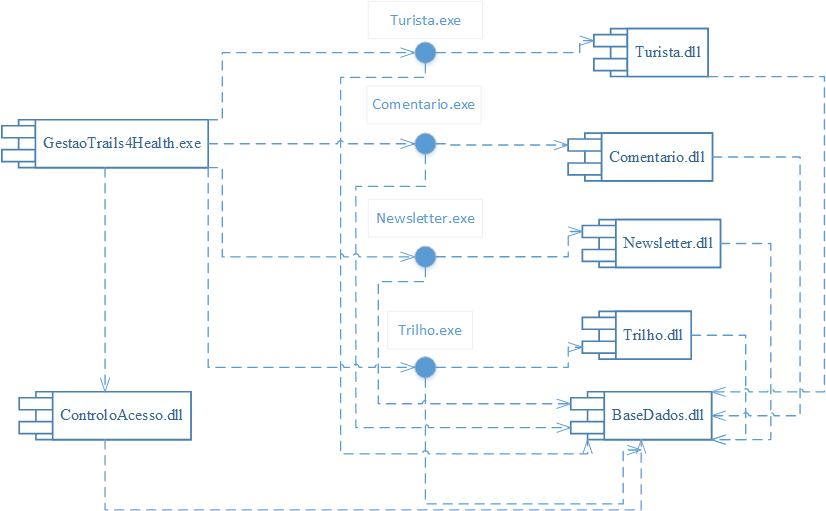 Turista.exe
Turista.dll
Comentario.exe
GestaoTrails4Health.exe
Comentario.dll
Newsletter.exe
Newsletter.dll
Trilho.exe
Trilho.dll
ControloAcesso.dll
BaseDados.dll